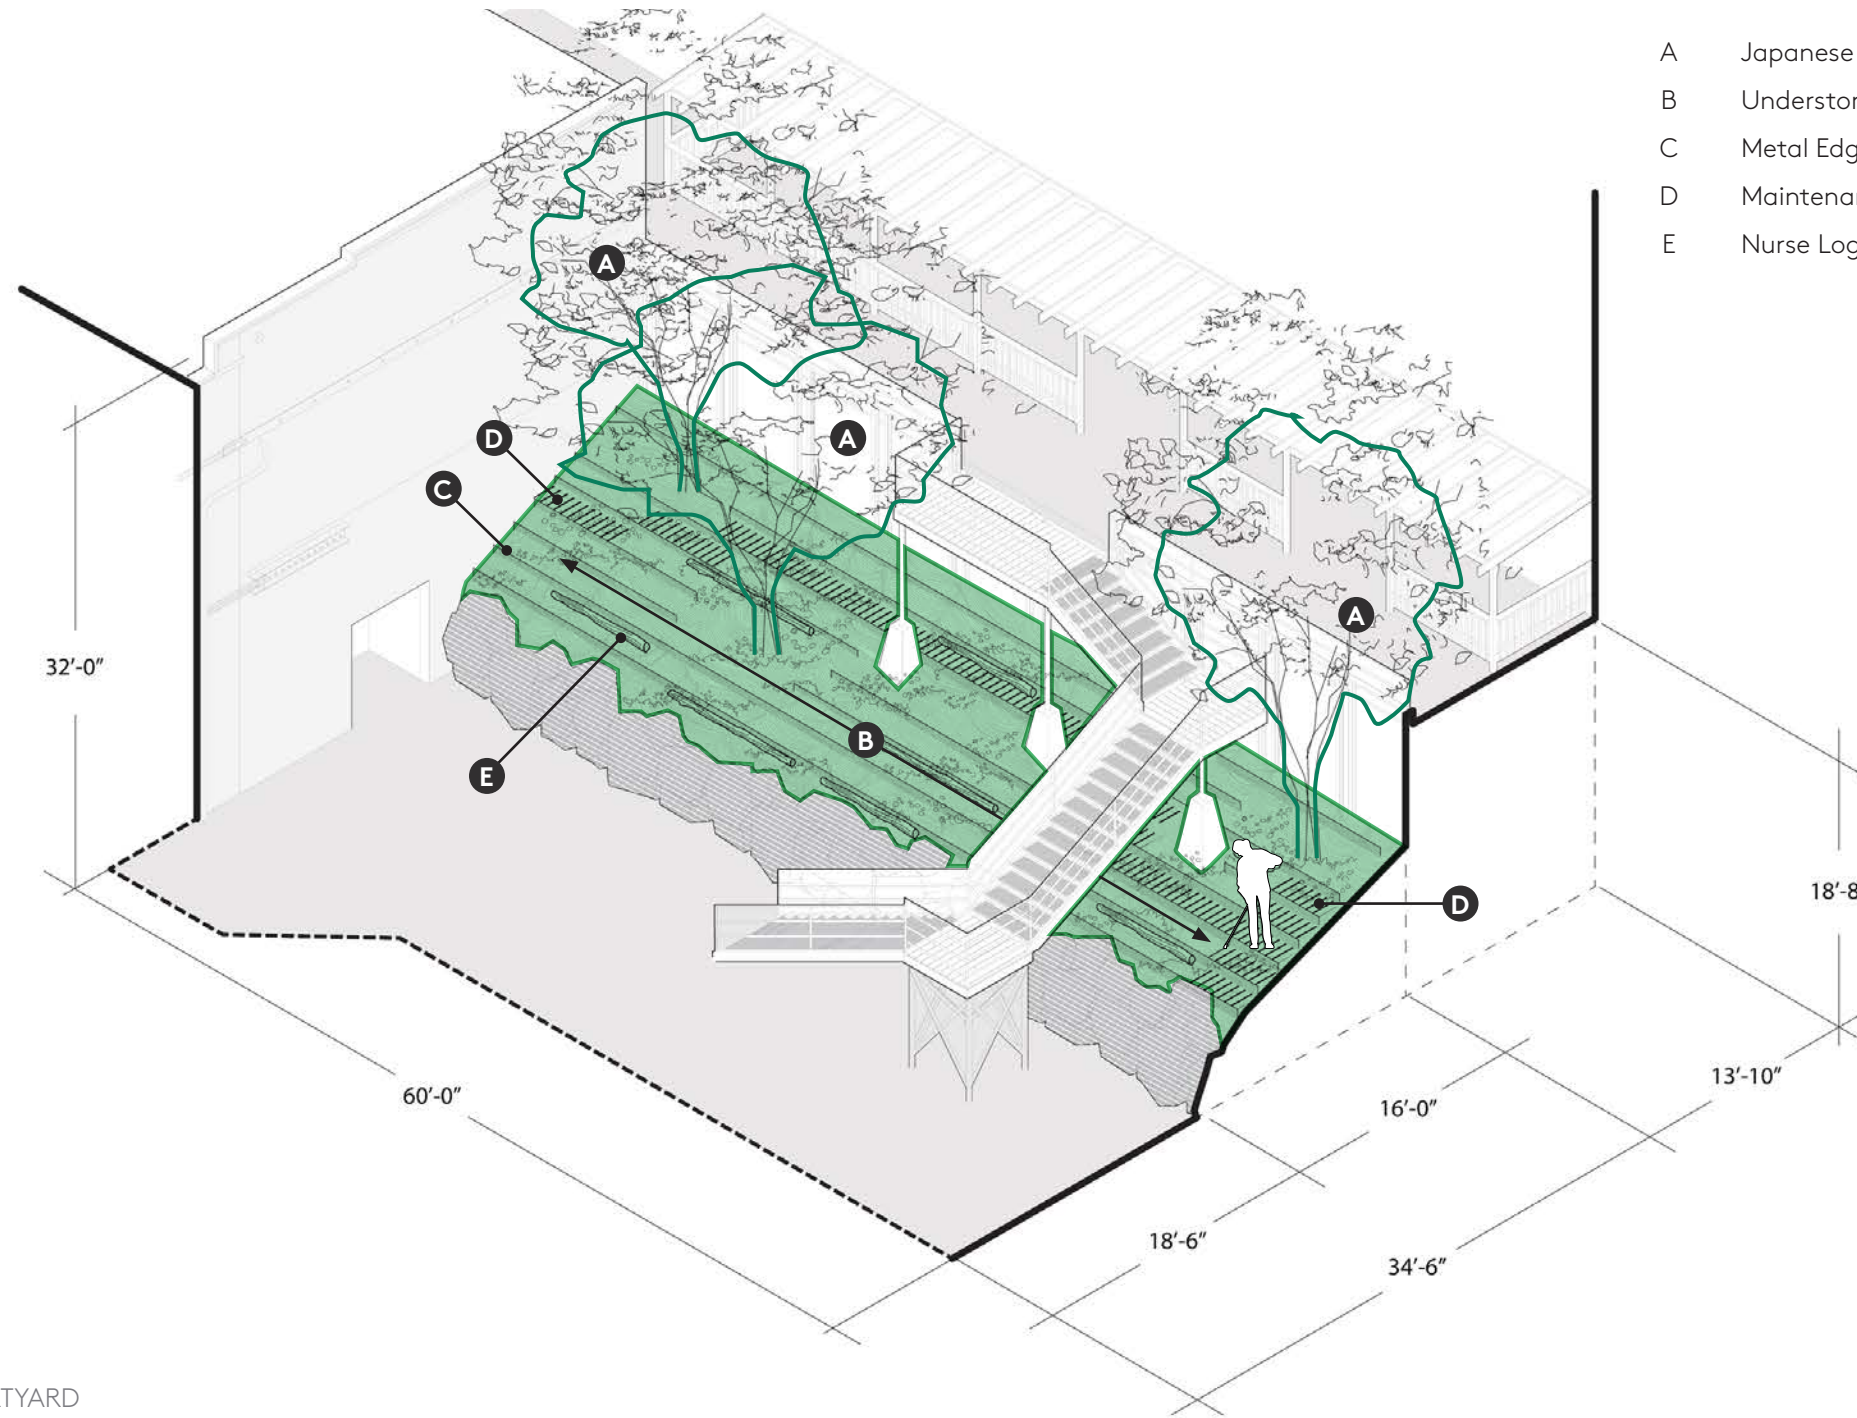 A Japanese
B Understor
C Metal Edg
D Maintenan
E Nurse Log
A
D
A
C
A
32'-0"
B
E
18'-8
D
13'-10"
60'-0"
16'-0"
18'-6"
34'-6"
TYARD